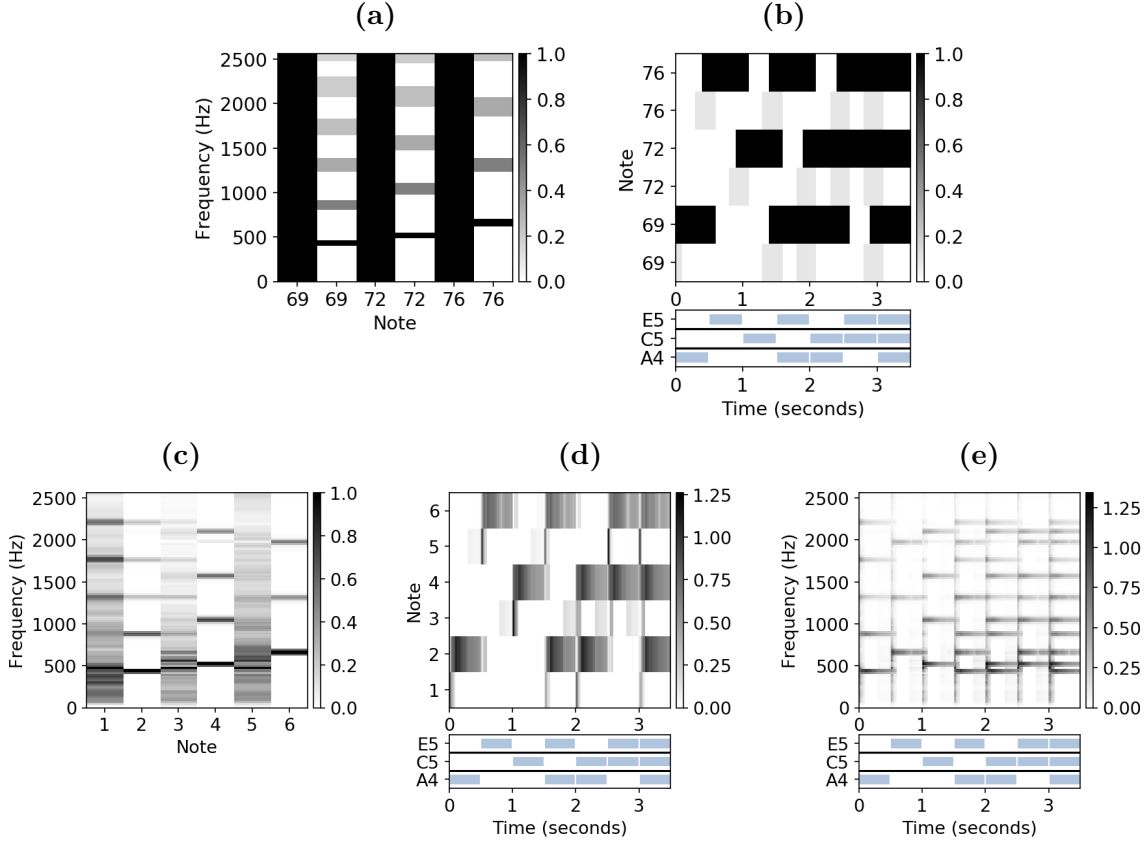 (a)
Frequency (Hz)
2500
2000
1500
1000
500
0
69 69 72 72 76 76
Note
1.0
0.8
0.6
0.4
0.2
0.0
(b)
Note
76
76
72
72
69
69
0 1 2 3
1.0
0.8
0.6
0.4
0.2
0.0
E5
C5
A4
0 1 2 3
Time (seconds)
(c)
Frequency (Hz)
2500
2000
1500
1000
500
0
1 2 3 4 5 6
Note
1.0
0.8
0.6
0.4
0.2
0.0
(d)
Note
6
5
4
3
2
1
0 1 2 3
1.25
1.00
0.75
0.50
0.25
0.00
E5
C5
A4
0 1 2 3
Time (seconds)
(e)
Frequency (Hz)
2500
2000
1500
1000
500
0
0 1 2 3
1.25
1.00
0.75
0.50
0.25
0.00
E5
C5
A4
0 1 2 3
Time (seconds)